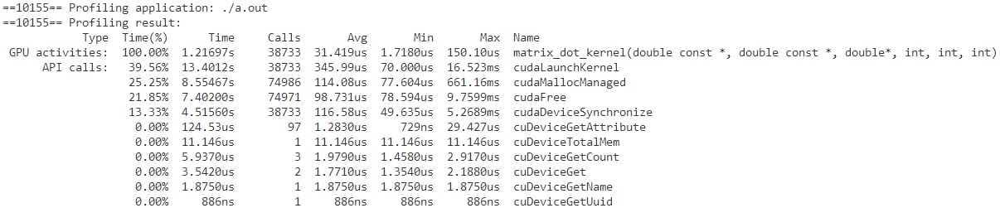 ==10155== Profiling application: ./a.out
==10155== Profiling result:
Type Time(%) Time Calls Avg Min Max Name
GPU activities: 100.00% 1.21697s 38733 31.419us 1.7180us 150.10us matrix_dot_kernel(double const *, double const *, double*, int, int, int)
API calls: 39.56% 13.4012s 38733 345.99us 70.000us 16.523ms cudaLaunchKernel
25.25% 8.55467s 74986 114.08us 77.604us 661.16ms cudaMallocManaged
21.85% 7.40200s 74971 98.731us 78.594us 9.7599ms cudaFree
13.33% 4.51560s 38733 116.58us 49.635us 5.2689ms cudaDeviceSynchronize
0.00% 124.53us 97 1.2830us 729ns 29.427us cuDeviceGetAttribute
0.00% 11.146us 1 11.146us 11.146us 11.146us cuDeviceTotalMem
0.00% 5.9370us 3 1.9790us 1.4580us 2.9170us cuDeviceGetCount
0.00% 3.5420us 2 1.7710us 1.3540us 2.1880us cuDeviceGet
0.00% 1.8750us 1 1.8750us 1.8750us 1.8750us cuDeviceGetName
0.00% 886ns 1 886ns 886ns 886ns cuDeviceGetUuid